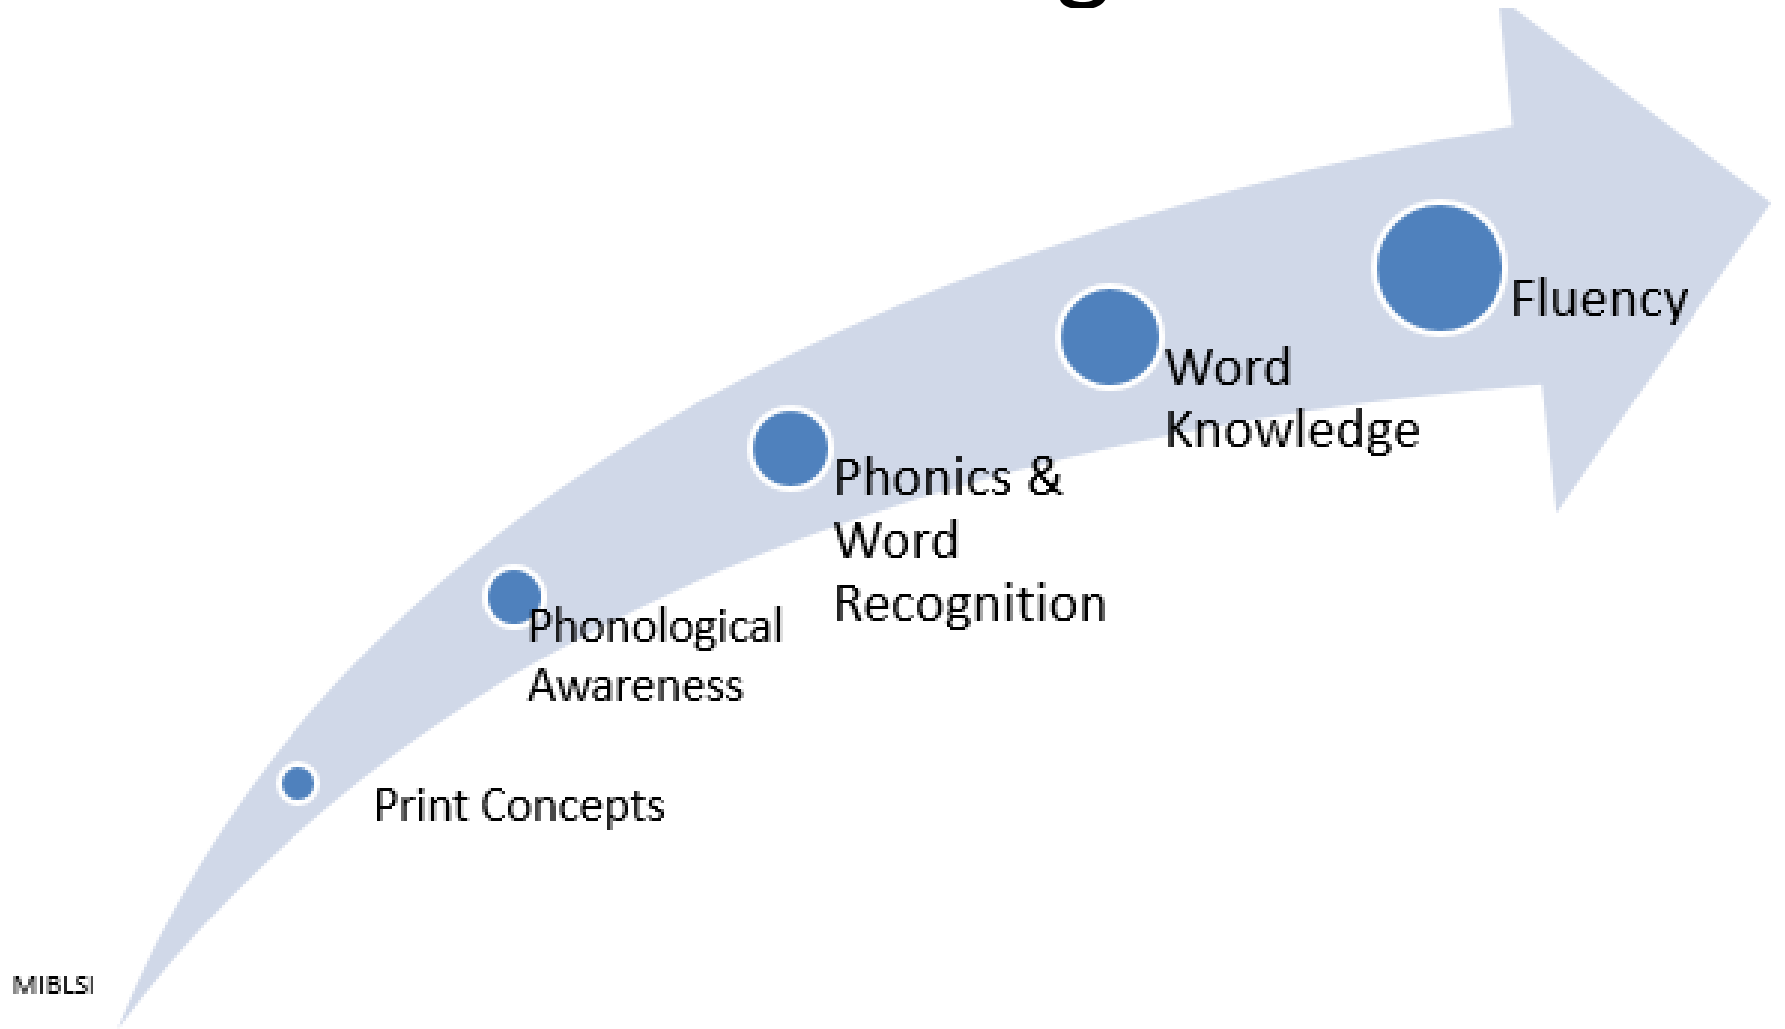 Fluency
Word
Knowledge
Phonics &
Word
Recognition
Phonological
Awareness
Print Concepts
MIBLSI